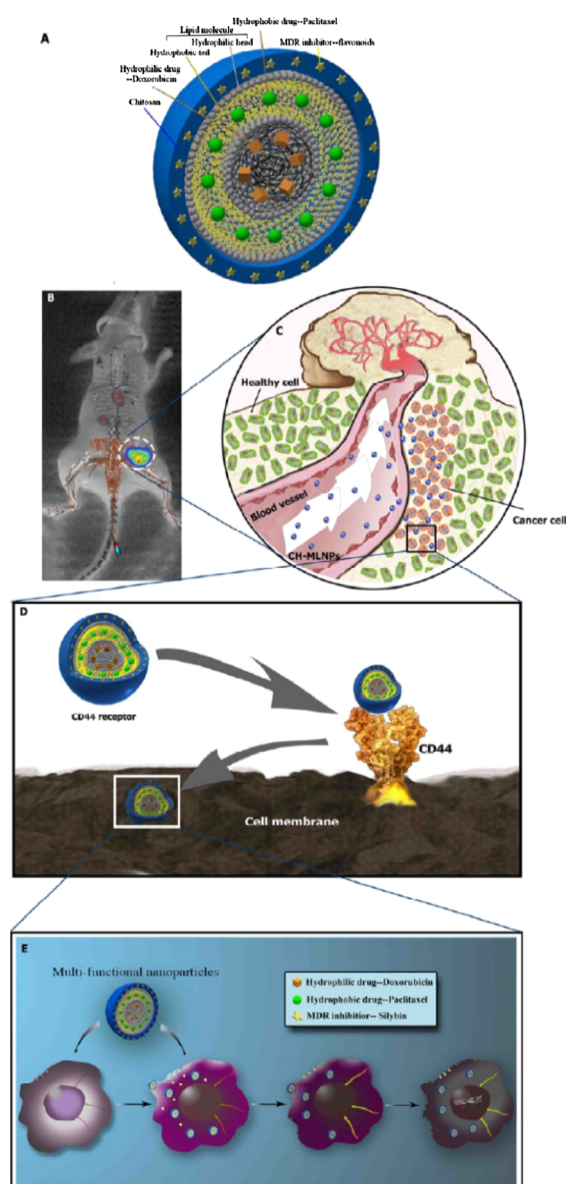 A
Hydrophobic drug--Paclitaxel
Lipid molecule
Hydrophilic head
MDR inhibitor--flavonoids
Hydrophobic tail
Hydrophilic drug
--Doxorubicin
Chitosan
B
C
Healthy cell
Blood vessel
Cancer cell
CH-MLNPs
D
CD44 receptor
CD44
Cell membrane
E
Multi-functional nanoparticles
Hydrophilic drug--Doxorubicin
Hydrophobic drug--Paclitaxel
MDR inhibitior-- Silybin